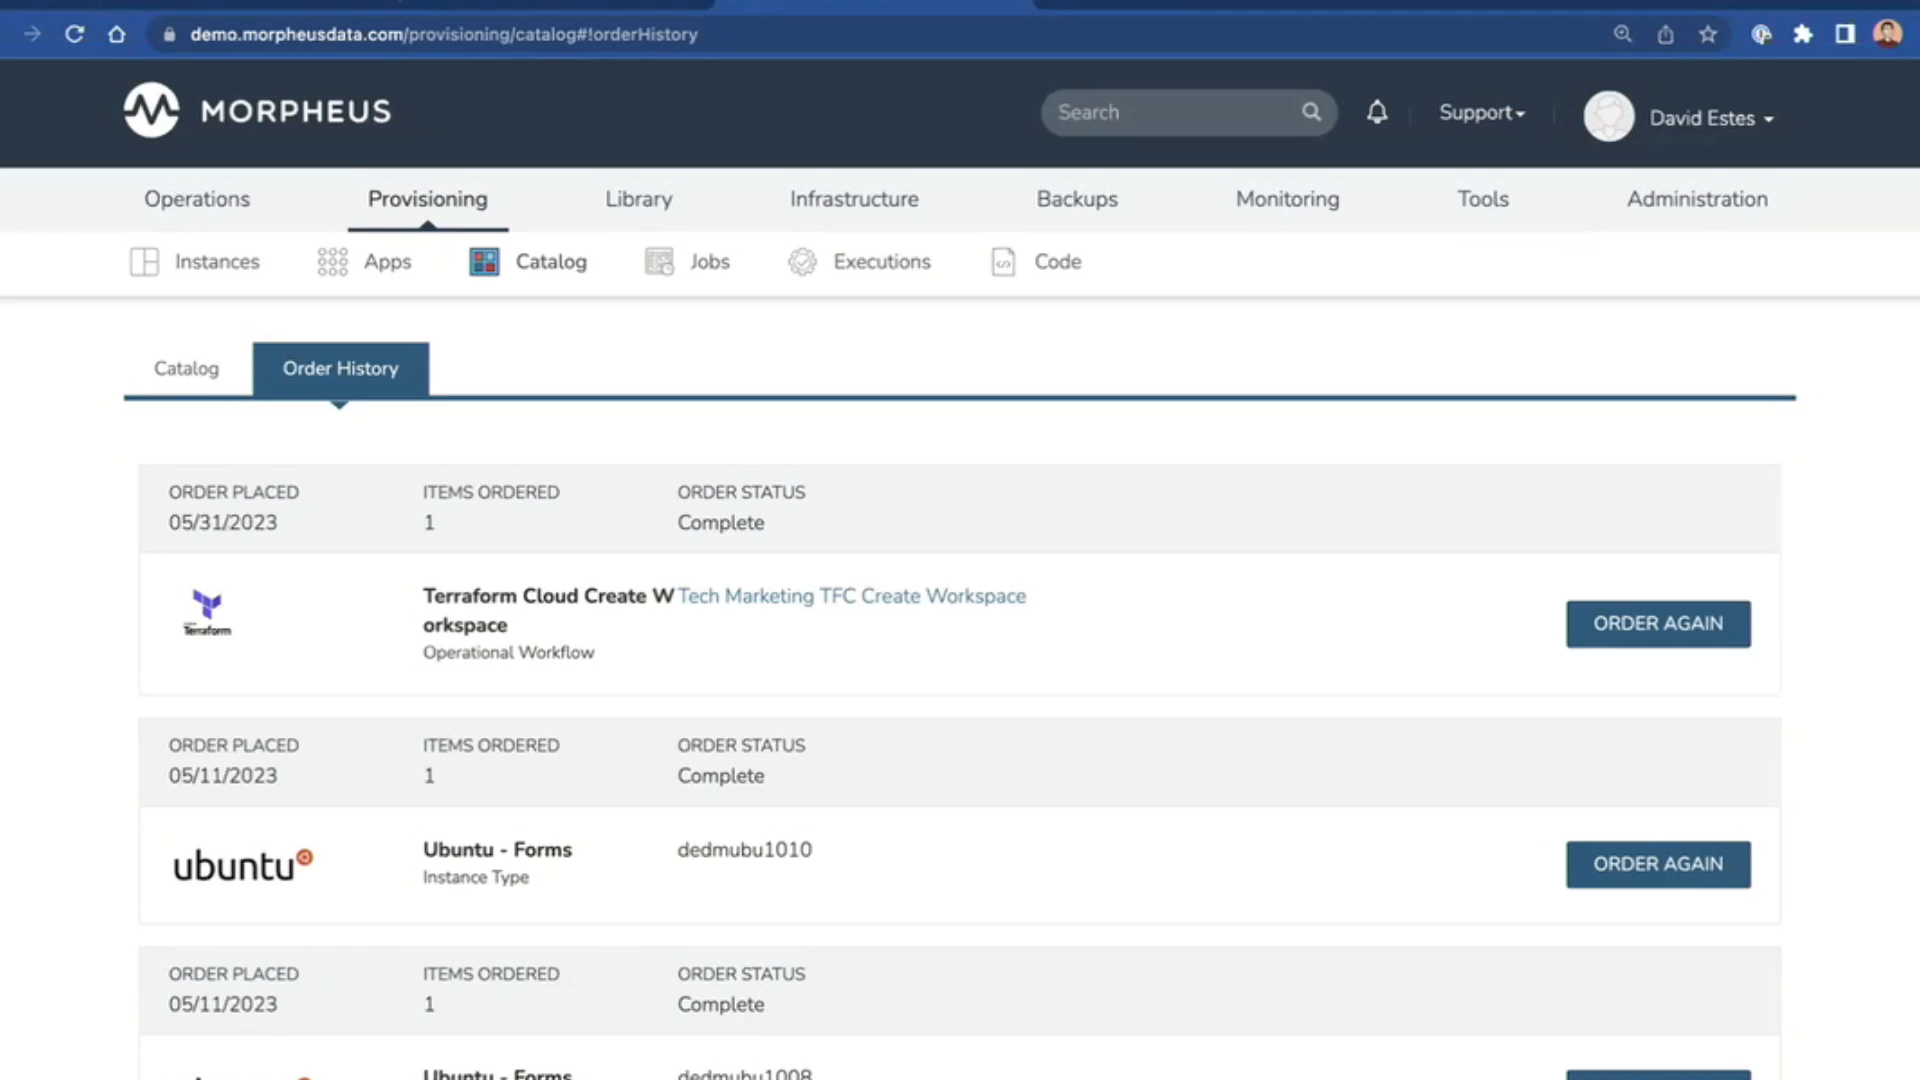 demo.morpheusdata.com/provisioning/catalog#!orderHistory
MORPHEUS
Search
Support
David Estes
Operations
Provisioning
Library
Infrastructure
Backups
Monitoring
Tools
Administration
Instances
Apps
Catalog
Jobs
Executions
Code
Catalog
Order History
ORDER PLACED
ITEMS ORDERED
ORDER STATUS
05/31/2023
1
Complete
Terraform
Terraform Cloud Create W
orkspace
Operational Workflow
Tech Marketing TFC Create Workspace
ORDER AGAIN
ORDER PLACED
ITEMS ORDERED
ORDER STATUS
05/11/2023
1
Complete
ubuntu
Ubuntu - Forms
Instance Type
dedmubu1010
ORDER AGAIN
ORDER PLACED
ITEMS ORDERED
ORDER STATUS
05/11/2023
1
Complete
Ubuntu - Forms
dedmubu1008